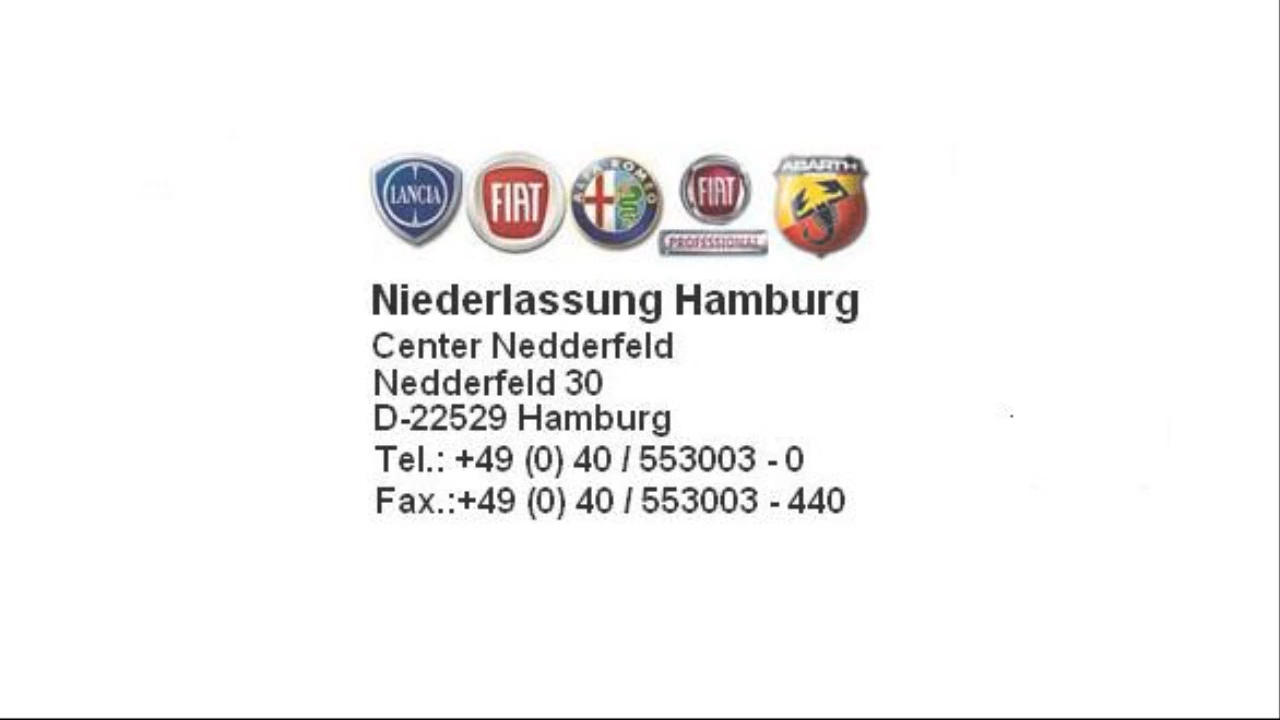 LANCIA FIAT ALFA ROMEO FIAT ABARTH
PROFESSIONAL
Niederlassung Hamburg
Center Nedderfeld
Nedderfeld 30
D-22529 Hamburg
Tel.: +49 (0) 40 / 553003 - 0
Fax.:+49 (0) 40 / 553003 - 440